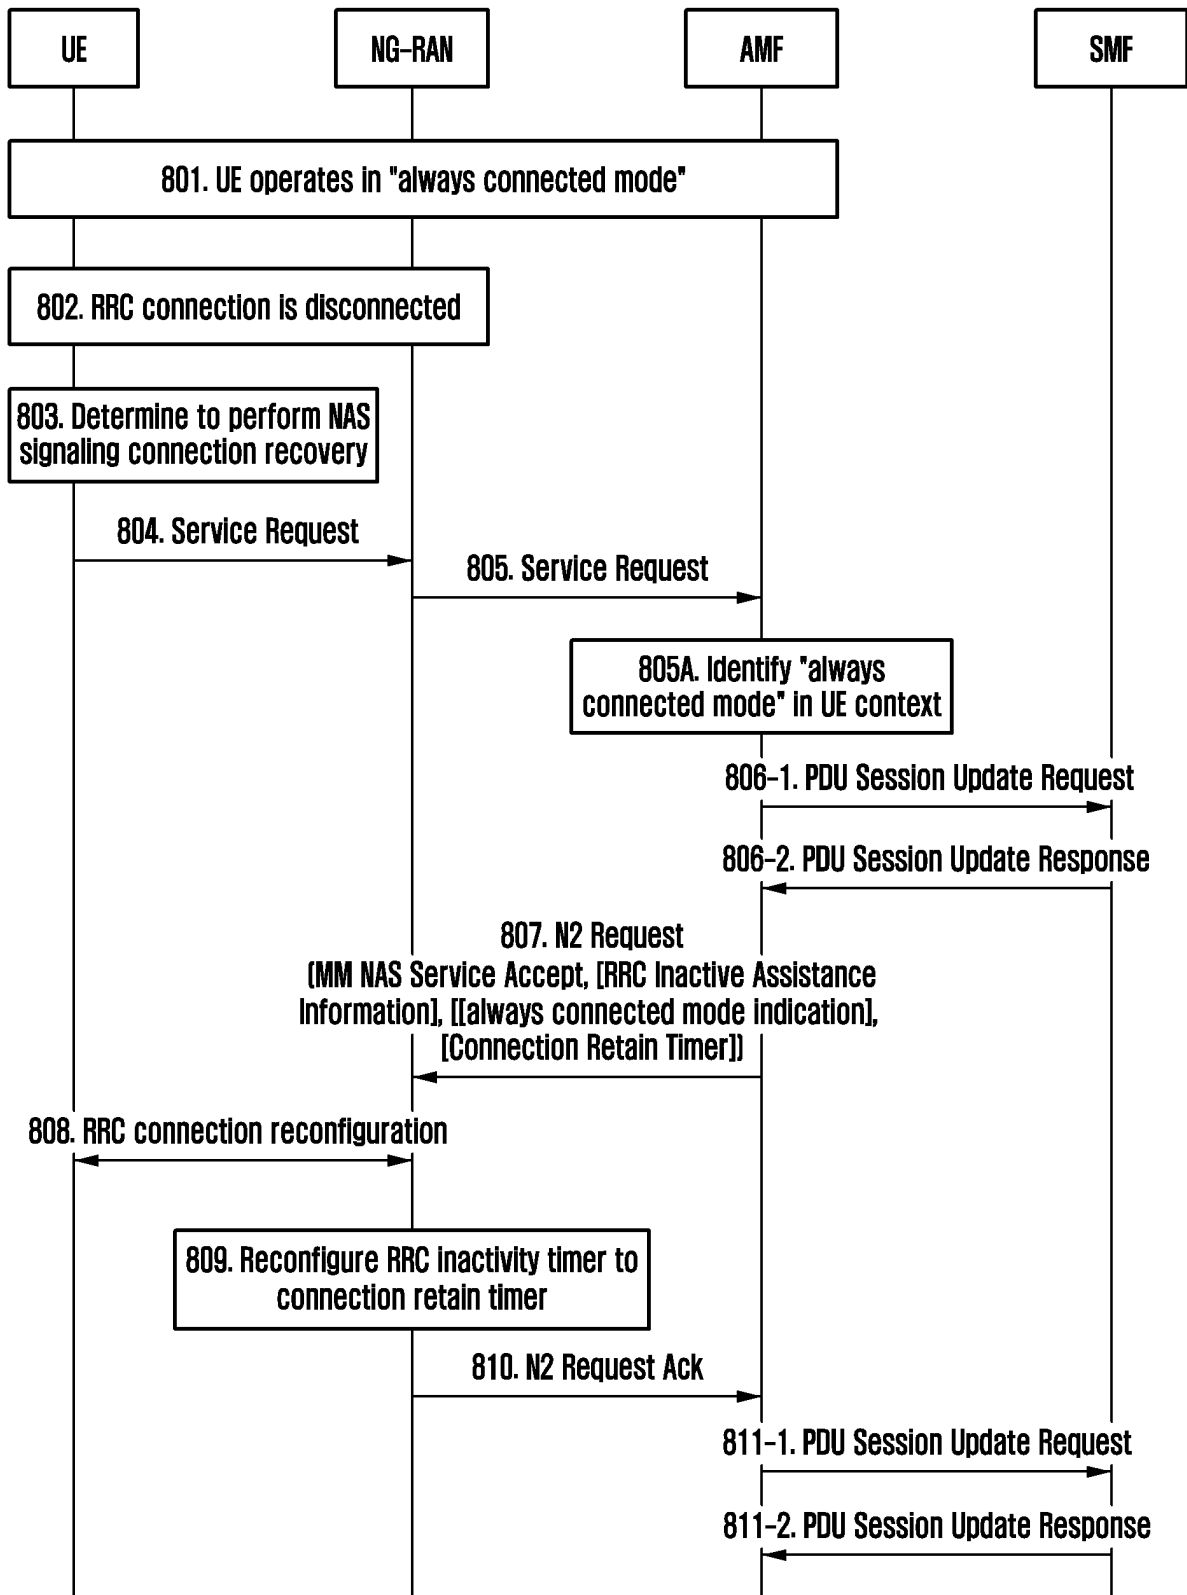 UE
NG-RAN
AMF
SMF
801. UE operates in "always connected mode"
802. RRC connection is disconnected
803. Determine to perform NAS
signaling connection recovery
804. Service Request
805. Service Request
805A. Identify "always
connected mode" in UE context
806-1. PDU Session Update Request
806-2. PDU Session Update Response
807. N2 Request
(MM NAS Service Accept, [RRC Inactive Assistance
Information], [[always connected mode indication],
[Connection Retain Timer]])
808. RRC connection reconfiguration
809. Reconfigure RRC inactivity timer to
connection retain timer
810. N2 Request Ack
811-1. PDU Session Update Request
811-2. PDU Session Update Response